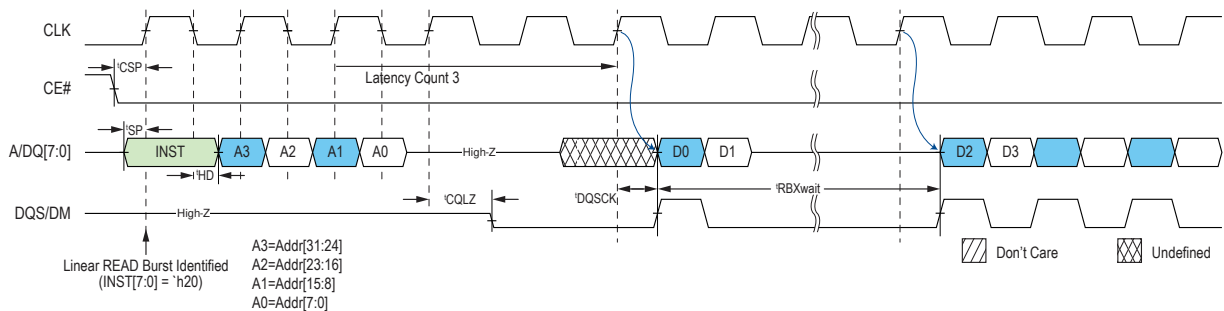 CLK
tCSP
Latency Count 3
CE#
tSP
A/DQ[7:0]
INST
A3
A2
A1
A0
High-Z
D0
D1
D2
D3
tHD
tCQLZ
tDQSCK
tRBXwait
DQS/DM
High-Z
Linear READ Burst Identified
(INST[7:0] = `h20)
A3=Addr[31:24]
A2=Addr[23:16]
A1=Addr[15:8]
A0=Addr[7:0]
Don't Care
Undefined